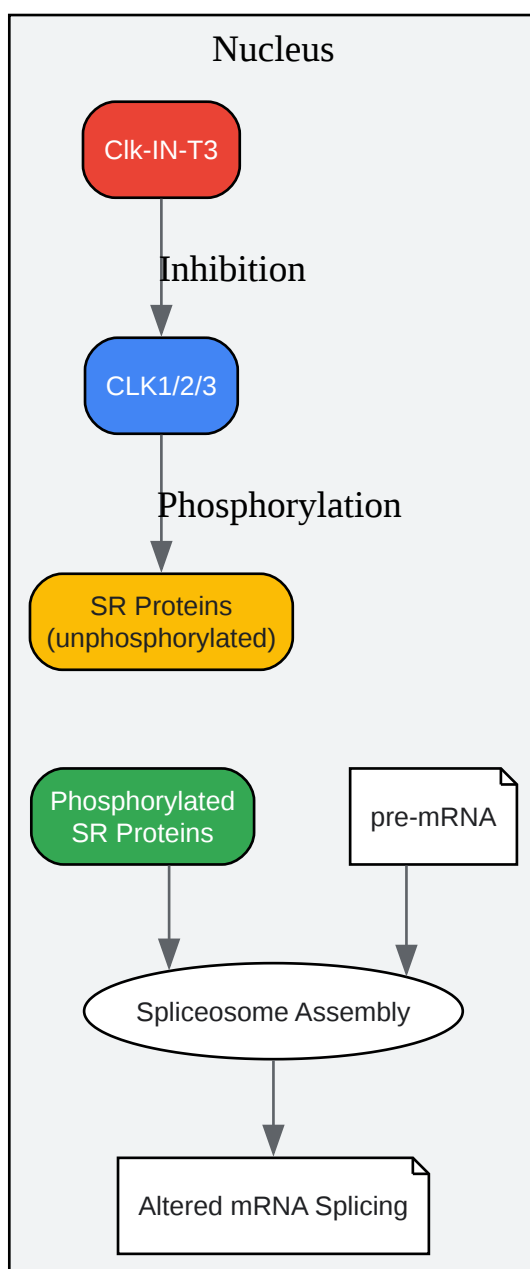 Nucleus
Clk-IN-T3
Inhibition
CLK1/2/3
Phosphorylation
SR Proteins
(unphosphorylated)
Phosphorylated
SR Proteins
pre-mRNA
Spliceosome Assembly
Altered mRNA Splicing